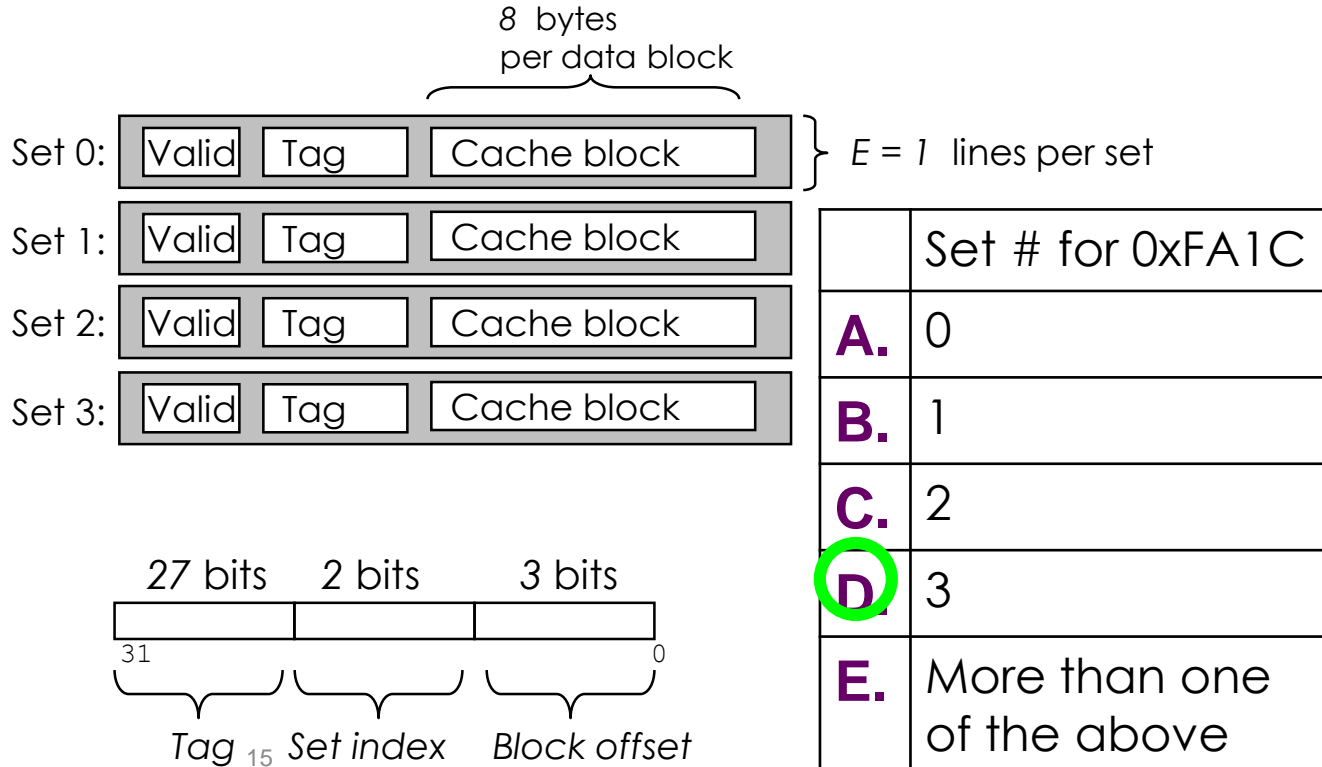 8 bytes
per data block
Set 0: Valid Tag Cache block E = 1 lines per set
Set 1: Valid Tag Cache block
Set 2: Valid Tag Cache block
Set 3: Valid Tag Cache block
Set # for 0xFA1C
A. 0
B. 1
C. 2
D. 3
E. More than one
of the above
27 bits 2 bits 3 bits
31 0
Tag 15 Set index Block offset